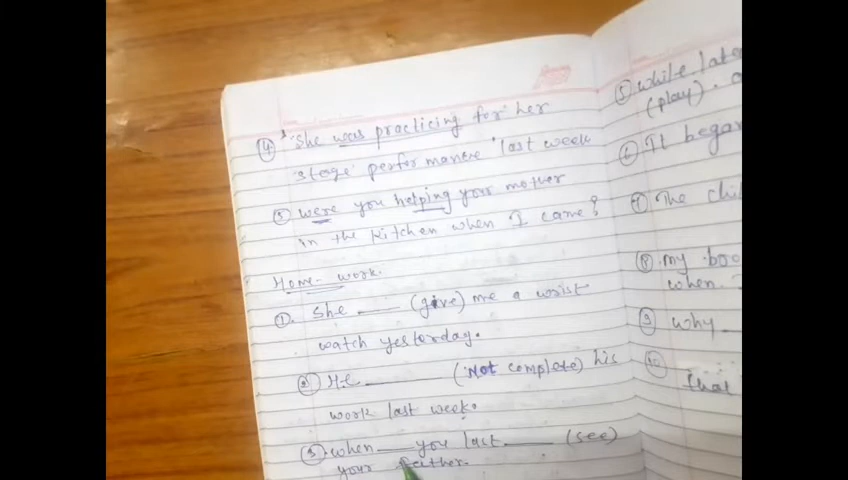 ④ She was practicing for her
stage performance last week
⑤ were you helping your mother
in the kitchen when I came?
Home-work.
①. She ____ (give) me a wrist
watch yesterday.
② He ____ (Not complete) his
work last week.
③. when ____ you last ____ (see)
your father.
⑤ while
(play).
⑥ It began
⑦ The
⑧ my
when.
⑨ why __
⑩
that